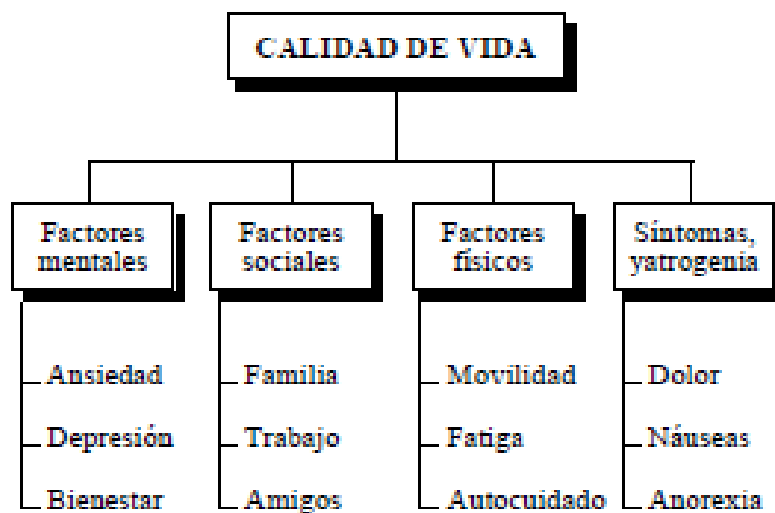 CALIDAD DE VIDA
Factores
mentales
Factores
sociales
Factores
físicos
Síntomas,
yatrogenia
Ansiedad
Depresión
Bienestar
Familia
Trabajo
Amigos
Movilidad
Fatiga
Autocuidado
Dolor
Náuseas
Anorexia